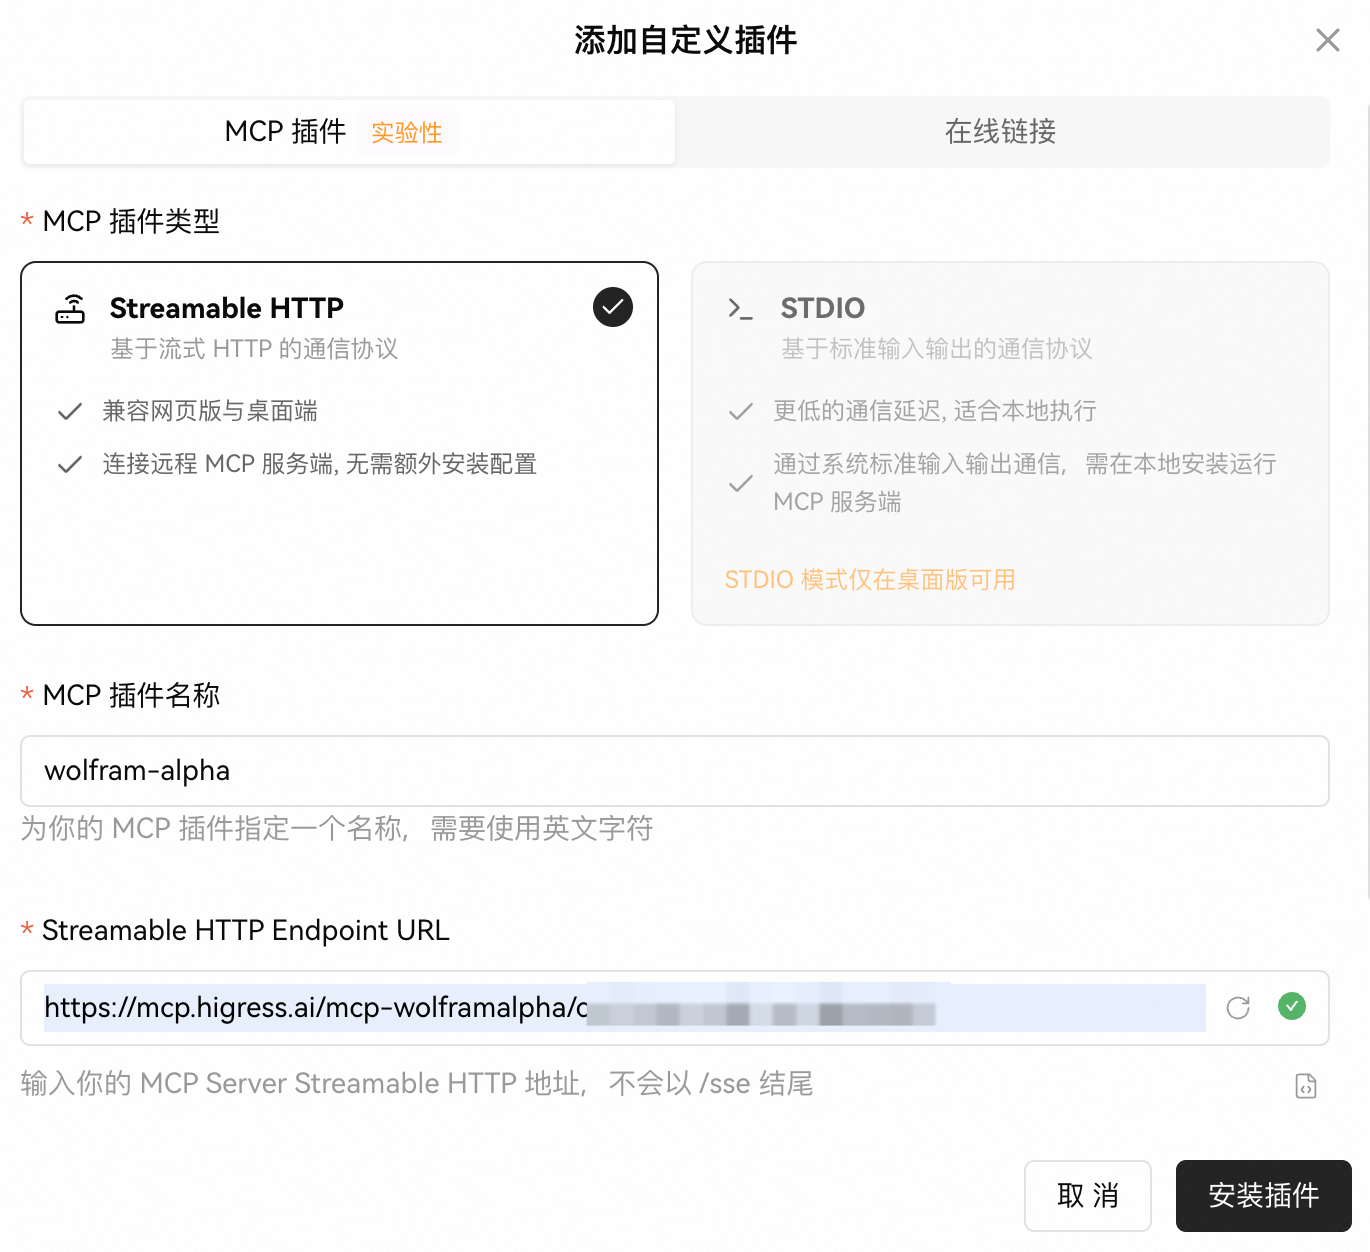 添加自定义插件
MCP 插件 实验性
在线链接
* MCP 插件类型
Streamable HTTP
基于流式 HTTP 的通信协议
兼容网页版与桌面端
连接远程 MCP 服务端, 无需额外安装配置
STDIO
基于标准输入输出的通信协议
更低的通信延迟, 适合本地执行
通过系统标准输入输出通信，需在本地安装运行
MCP 服务端
STDIO 模式仅在桌面版可用
* MCP 插件名称
wolfram-alpha
为你的 MCP 插件指定一个名称，需要使用英文字符
* Streamable HTTP Endpoint URL
https://mcp.higress.ai/mcp-wolframalpha/
输入你的 MCP Server Streamable HTTP 地址，不会以 /sse 结尾
取 消
安装插件